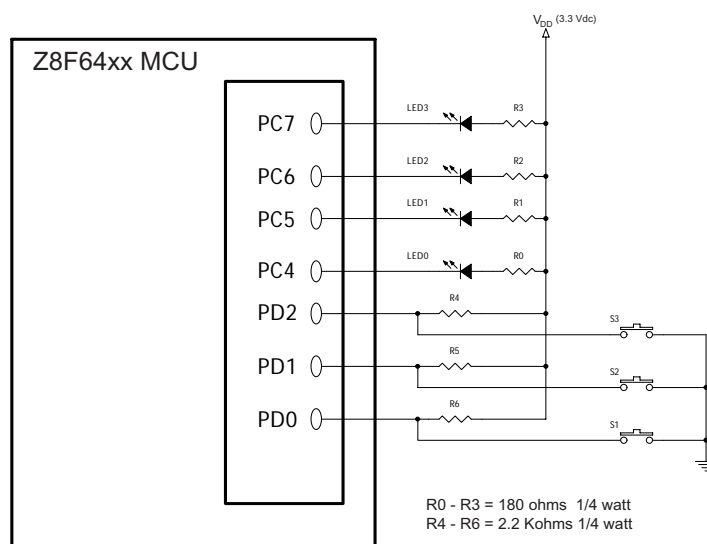 V_DD (3.3 Vdc)
Z8F64xx MCU
PC7
LED3
R3
PC6
LED2
R2
PC5
LED1
R1
PC4
LED0
R0
PD2
R4
S3
PD1
R5
S2
PD0
R6
S1
R0 - R3 = 180 ohms 1/4 watt
R4 - R6 = 2.2 Kohms 1/4 watt